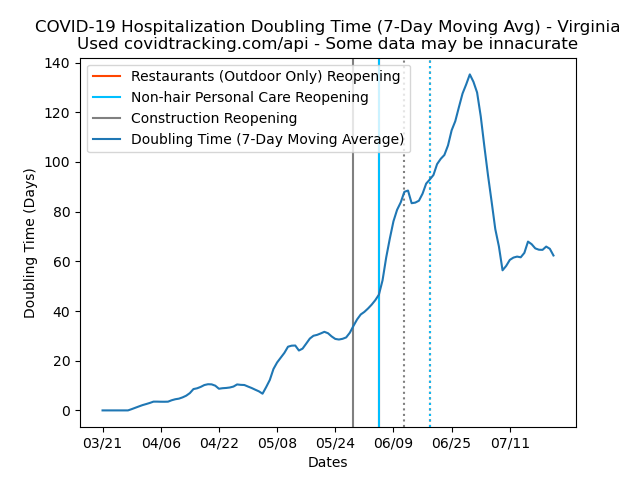 COVID-19 Hospitalization Doubling Time (7-Day Moving Avg) - Virginia
Used covidtracking.com/api - Some data may be innacurate
Restaurants (Outdoor Only) Reopening
Non-hair Personal Care Reopening
Construction Reopening
Doubling Time (7-Day Moving Average)
140
120
100
80
60
40
20
0
Doubling Time (Days)
03/21 04/06 04/22 05/08 05/24 06/09 06/25 07/11
Dates